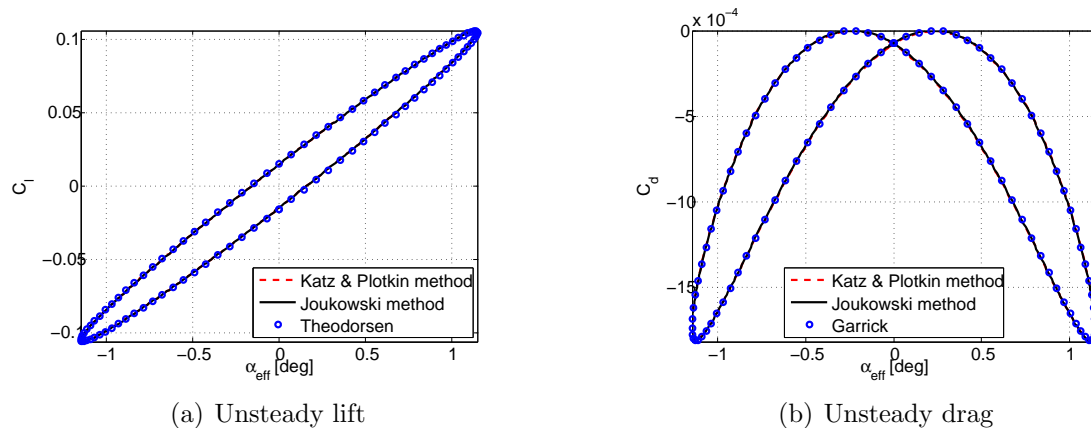 0.1
0.05
0
−0.05
−0.1
−1
−0.5
0
0.5
1
C_l
α_eff [deg]
Katz & Plotkin method
Joukowski method
Theodorsen
(a) Unsteady lift
x 10^−4
0
−5
−10
−15
−1
−0.5
0
0.5
1
C_d
α_eff [deg]
Katz & Plotkin method
Joukowski method
Garrick
(b) Unsteady drag